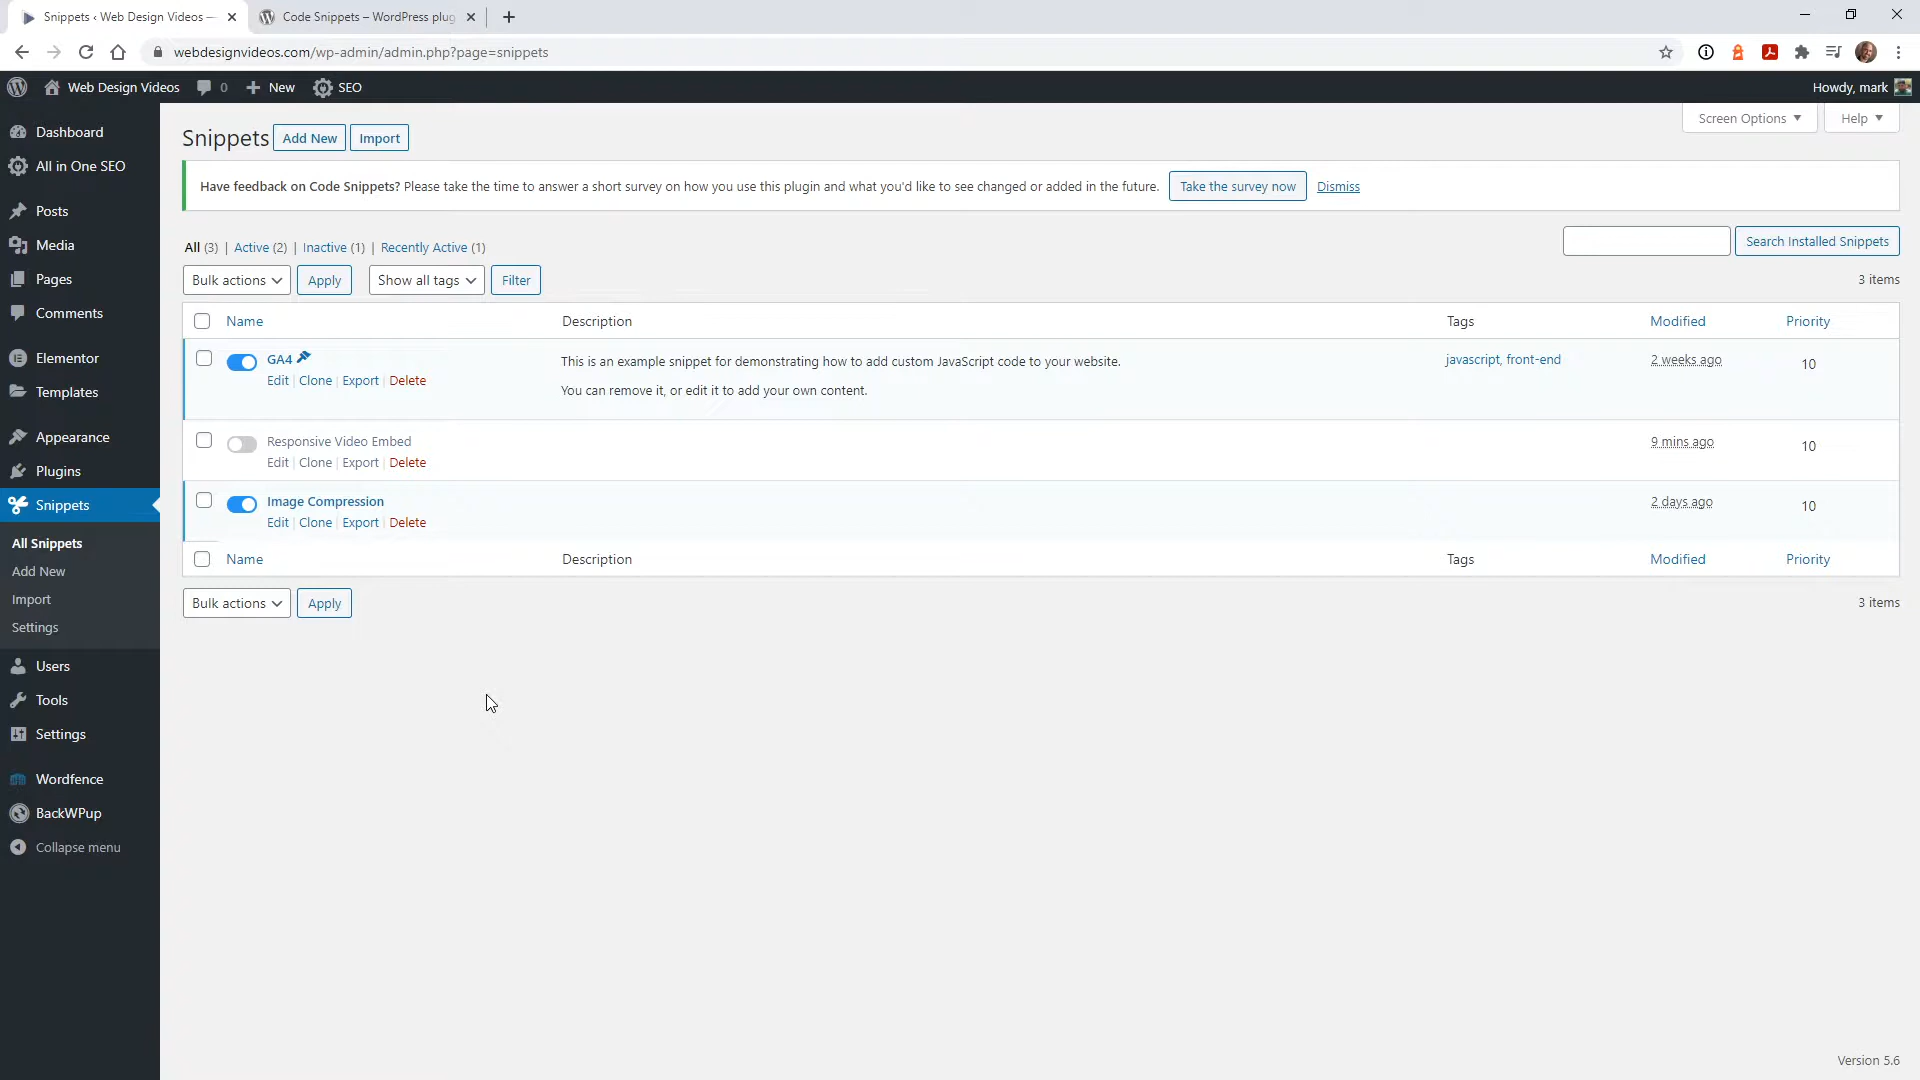 Snippets ‹ Web Design Videos —
Code Snippets – WordPress plug
webdesignvideos.com/wp-admin/admin.php?page=snippets
Web Design Videos 0 New SEO Howdy, mark
Dashboard
All in One SEO
Posts
Media
Pages
Comments
Elementor
Templates
Appearance
Plugins
Snippets
All Snippets
Add New
Import
Settings
Users
Tools
Settings
Wordfence
BackWPup
Collapse menu
Screen Options Help
Snippets Add New Import
Have feedback on Code Snippets? Please take the time to answer a short survey on how you use this plugin and what you'd like to see changed or added in the future. Take the survey now Dismiss
All (3) | Active (2) | Inactive (1) | Recently Active (1)
Search Installed Snippets
Bulk actions Apply Show all tags Filter 3 items
Name Description Tags Modified Priority
GA4 This is an example snippet for demonstrating how to add custom JavaScript code to your website. javascript, front-end 2 weeks ago 10
Edit | Clone | Export | Delete You can remove it, or edit it to add your own content.
Responsive Video Embed 9 mins ago 10
Edit | Clone | Export | Delete
Image Compression 2 days ago 10
Edit | Clone | Export | Delete
Name Description Tags Modified Priority
Bulk actions Apply 3 items
Version 5.6